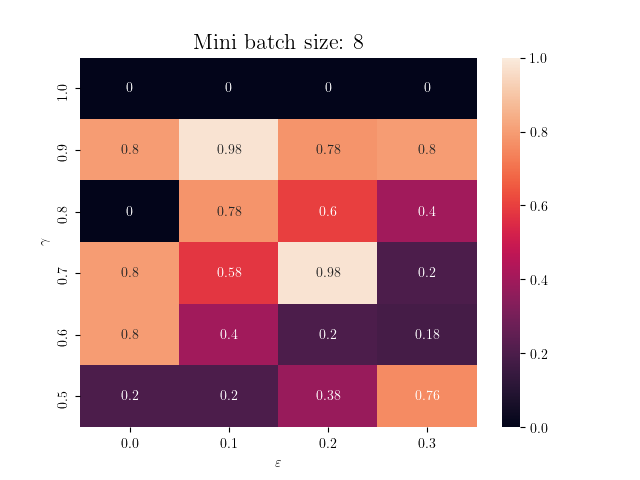 Mini batch size: 8
1.0 0 0 0 0
0.9 0.8 0.98 0.78 0.8
0.8 0 0.78 0.6 0.4
0.7 0.8 0.58 0.98 0.2
0.6 0.8 0.4 0.2 0.18
0.5 0.2 0.2 0.38 0.76
γ
0.0 0.1 0.2 0.3
ε
1.0
0.8
0.6
0.4
0.2
0.0